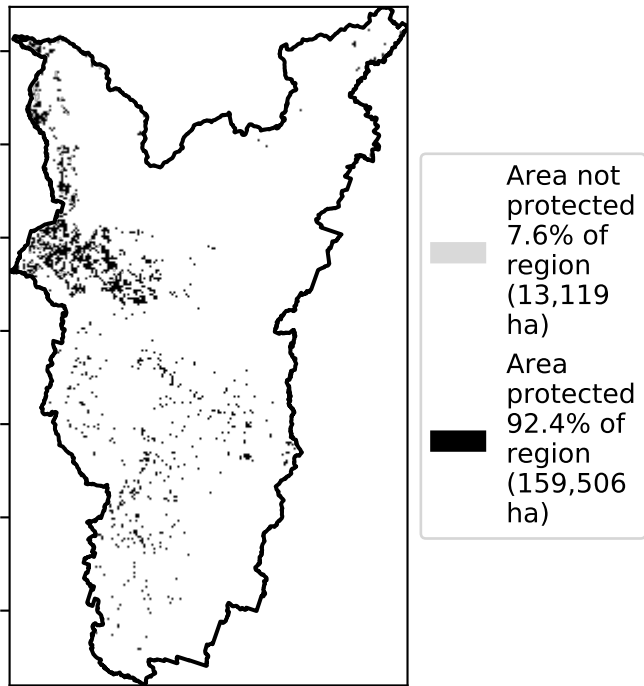 Area not
protected
7.6% of
region
(13,119
ha)
Area
protected
92.4% of
region
(159,506
ha)